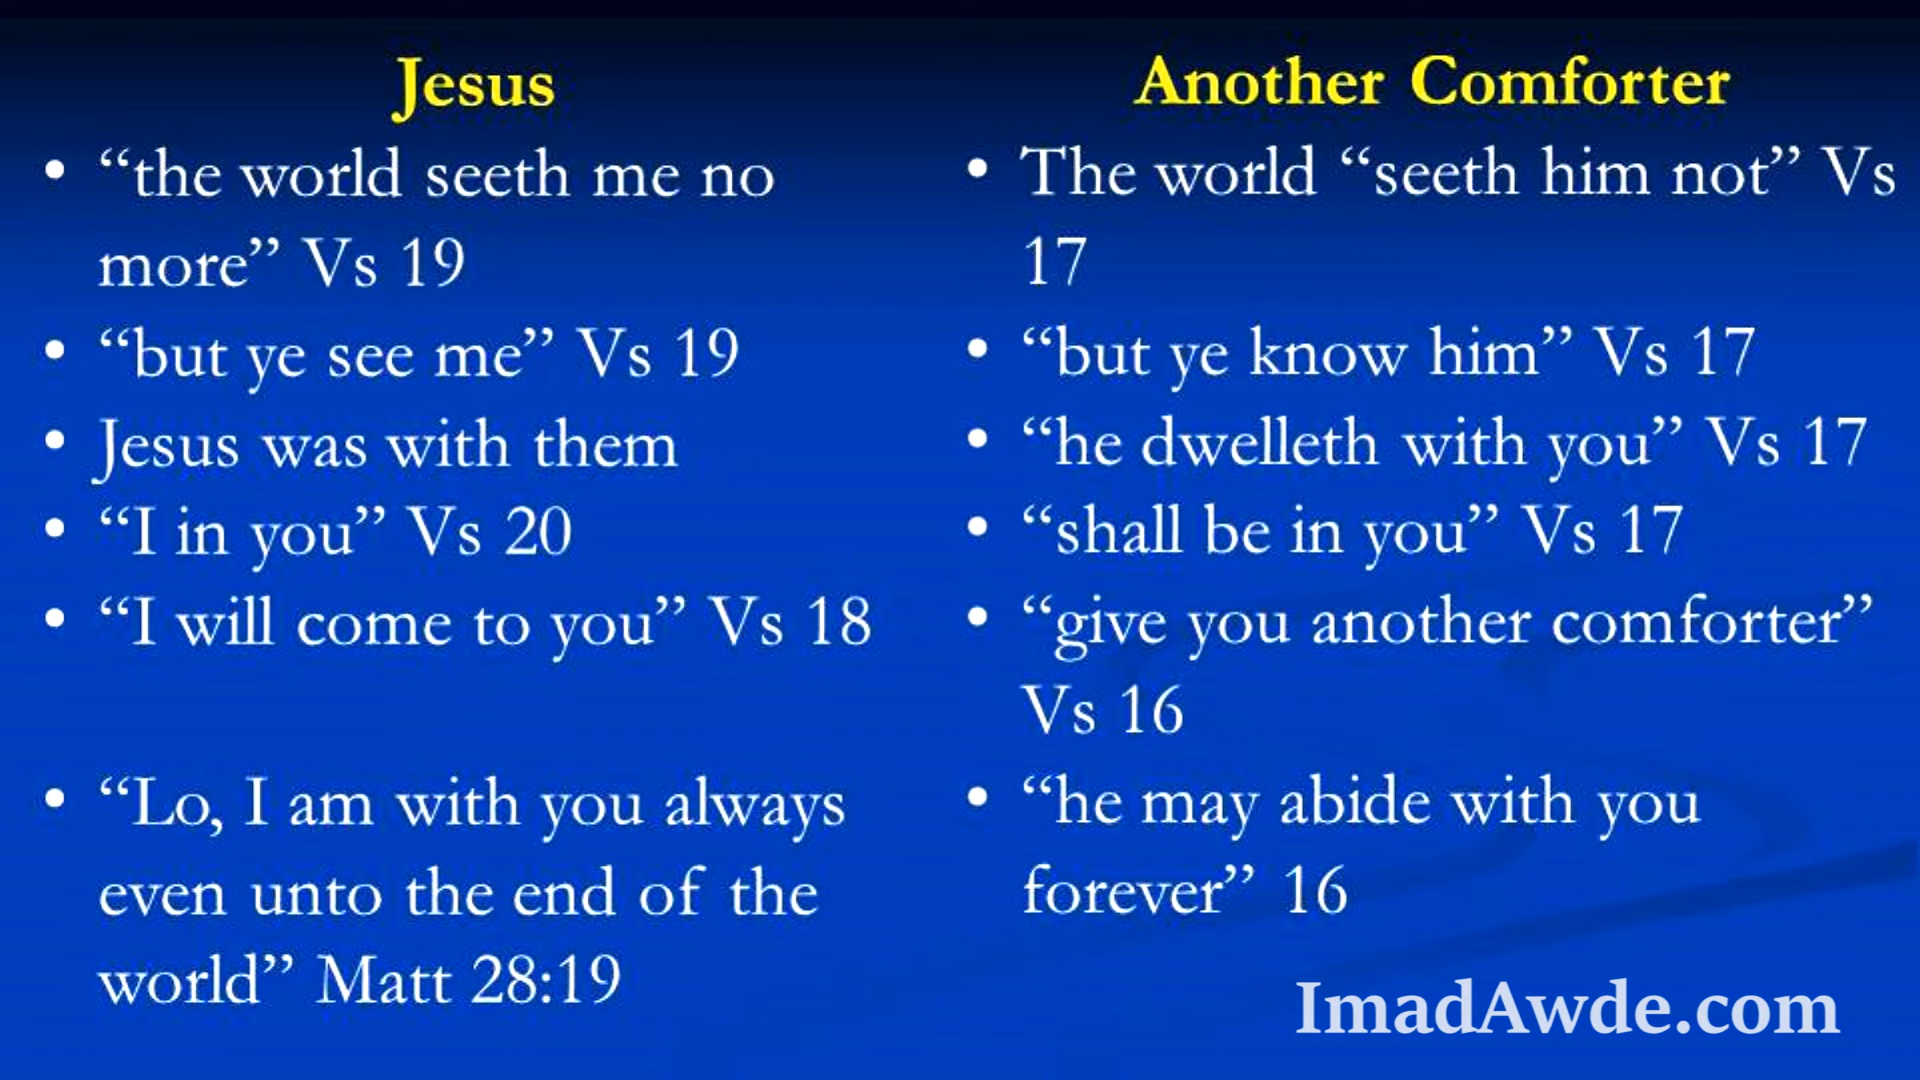 Jesus
• “the world seeth me no
more” Vs 19
• “but ye see me” Vs 19
• Jesus was with them
• “I in you” Vs 20
• “I will come to you” Vs 18
• “Lo, I am with you always
even unto the end of the
world” Matt 28:19
Another Comforter
• The world “seeth him not” Vs
17
• “but ye know him” Vs 17
• “he dwelleth with you” Vs 17
• “shall be in you” Vs 17
• “give you another comforter”
Vs 16
• “he may abide with you
forever” 16
ImadAwde.com